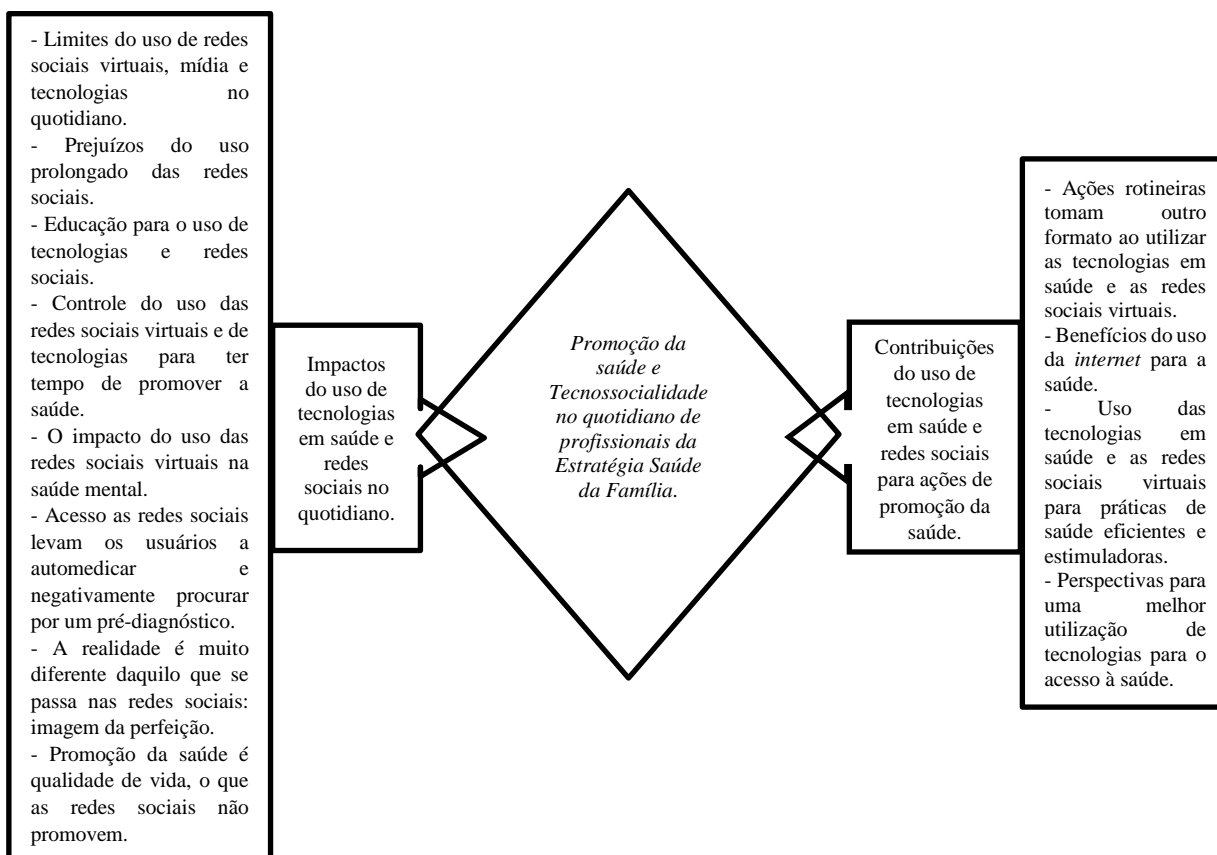 - Limites do uso de redes
sociais virtuais, mídia e
tecnologias no
quotidiano.
- Prejuízos do uso
prolongado das redes
sociais.
- Educação para o uso de
tecnologias e redes
sociais.
- Controle do uso das
redes sociais virtuais e de
tecnologias para ter
tempo de promover a
saúde.
- O impacto do uso das
redes sociais virtuais na
saúde mental.
- Acesso as redes sociais
levam os usuários a
automedicar e
negativamente procurar
por um pré-diagnóstico.
- A realidade é muito
diferente daquilo que se
passa nas redes sociais:
imagem da perfeição.
- Promoção da saúde é
qualidade de vida, o que
as redes sociais não
promovem.
Impactos
do uso de
tecnologias
em saúde e
redes
sociais no
quotidiano.
Promoção da
saúde e
Tecnossocialidade
no quotidiano de
profissionais da
Estratégia Saúde
da Família.
Contribuições
do uso de
tecnologias
em saúde e
redes sociais
para ações de
promoção da
saúde.
- Ações rotineiras
tomam outro
formato ao utilizar
as tecnologias em
saúde e as redes
sociais virtuais.
- Benefícios do uso
da internet para a
saúde.
- Uso das
tecnologias em
saúde e as redes
sociais virtuais
para práticas de
saúde eficientes e
estimuladoras.
- Perspectivas para
uma melhor
utilização de
tecnologias para o
acesso à saúde.